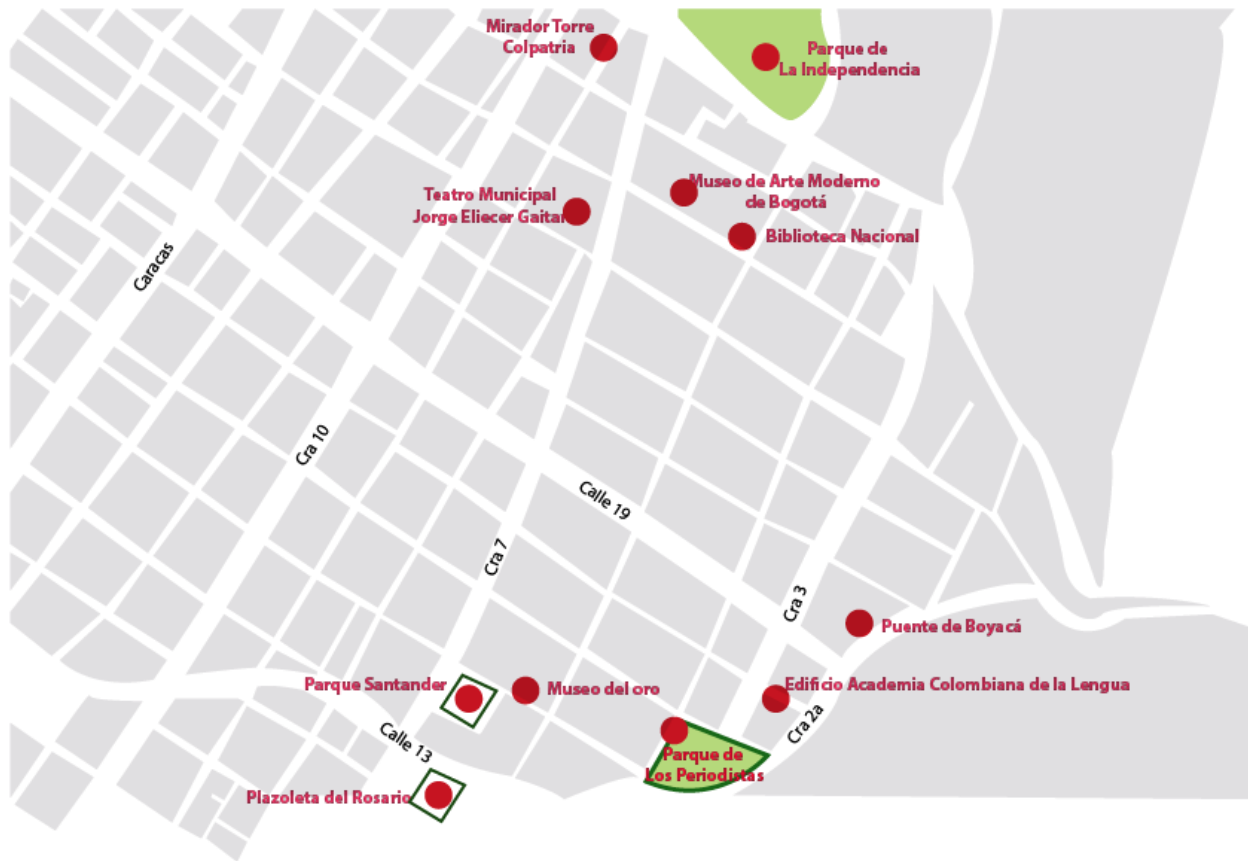 Mirador Torre
Colpatria
Parque de
La Independencia
Museo de Arte Moderno
de Bogotá
Teatro Municipal
Jorge Eliecer Gaitan
Biblioteca Nacional
Caracas
Cra 10
Calle 19
Cra 7
Cra 3
Puente de Boyacá
Parque Santander
Museo del oro
Edificio Academia Colombiana de la Lengua
Cra 2a
Calle 13
Parque de
Los Periodistas
Plazoleta del Rosario